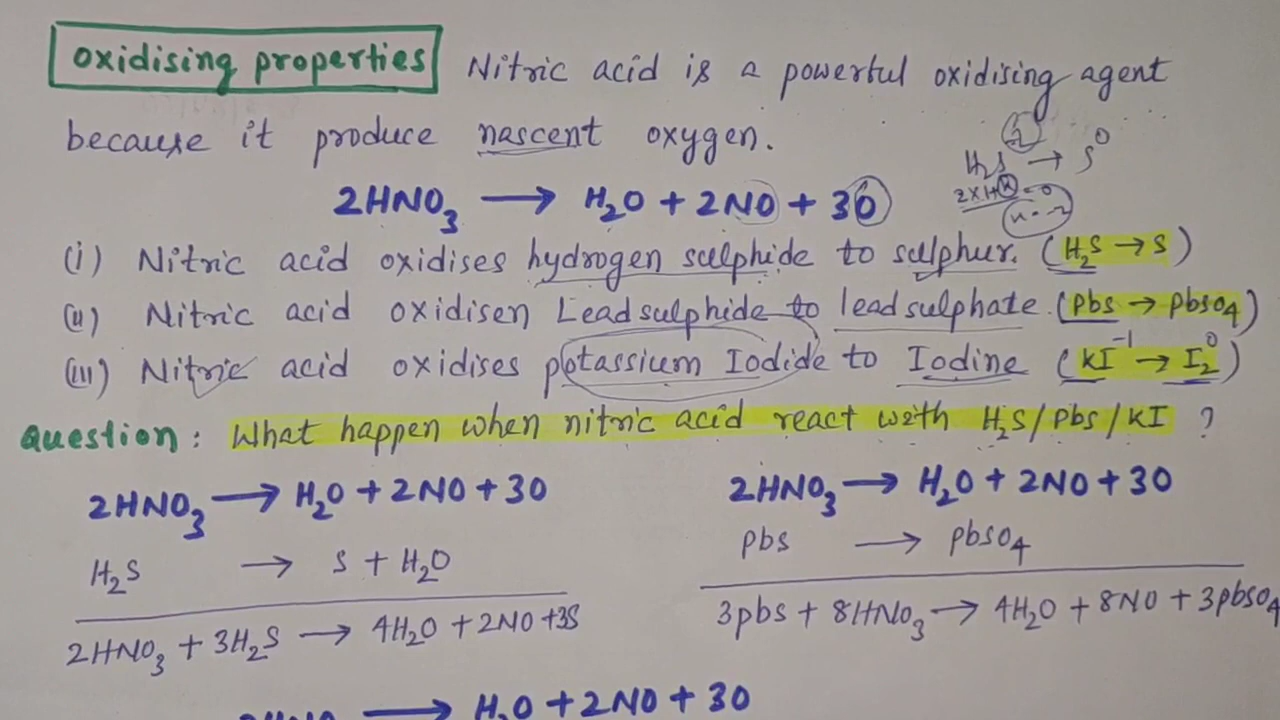 oxidising properties Nitric acid is a powerful oxidising agent
because it produce nascent oxygen.
H₂S → S⁰
2HNO₃ → H₂O + 2NO + 3O
(i) Nitric acid oxidises hydrogen sulphide to sulphur. (H₂S → S)
(ii) Nitric acid oxidisen Lead sulphide to lead sulphate. (Pbs → PbSO₄)
(iii) Nitric acid oxidises potassium Iodide to Iodine (KI⁻¹ → I₂⁰)
Question: What happen when nitric acid react with H₂S/Pbs/KI ?
2HNO₃ → H₂O + 2NO + 3O
H₂S → S + H₂O
2HNO₃ + 3H₂S → 4H₂O + 2NO + 3S
2HNO₃ → H₂O + 2NO + 3O
Pbs → PbSO₄
3Pbs + 8HNO₃ → 4H₂O + 8NO + 3PbSO₄
→ H₂O + 2NO + 3O